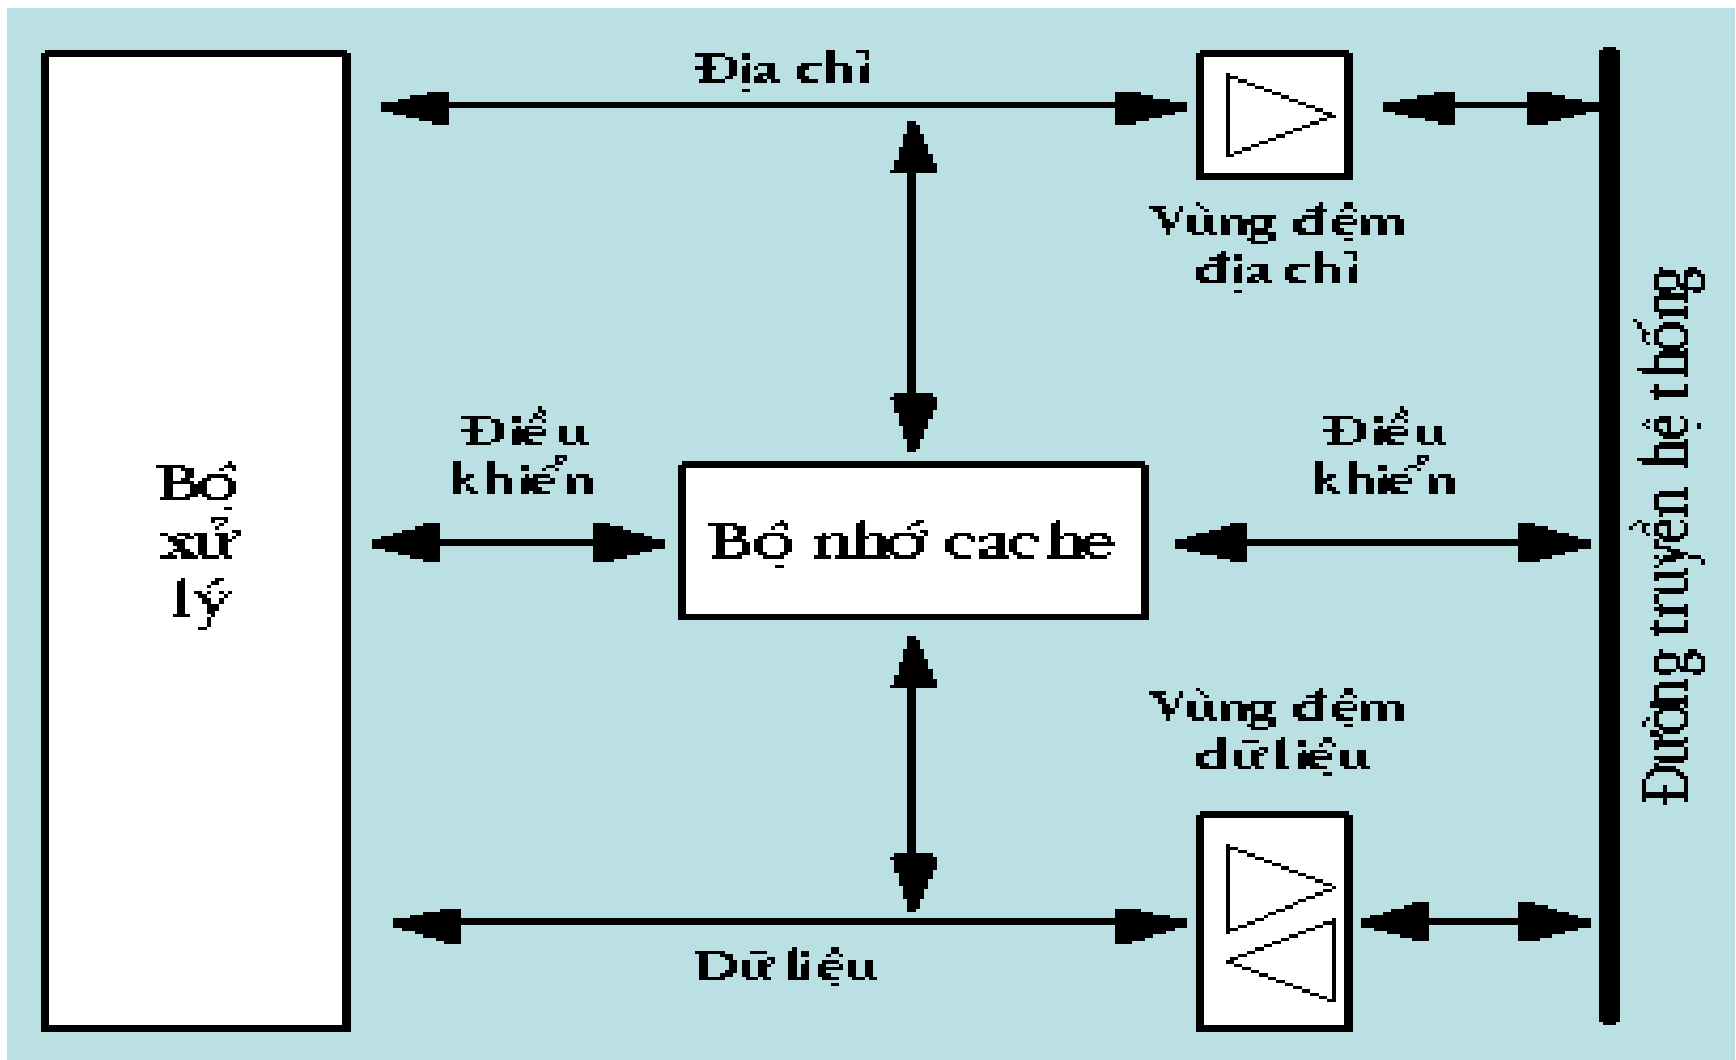 Địa chỉ
Vùng đệm
địa chỉ
Điều
khiển
Điều
khiển
Bộ
xử
lý
Bộ nhớ cache
Đường truyền hệ thống
Vùng đệm
dữ liệu
Dữ liệu